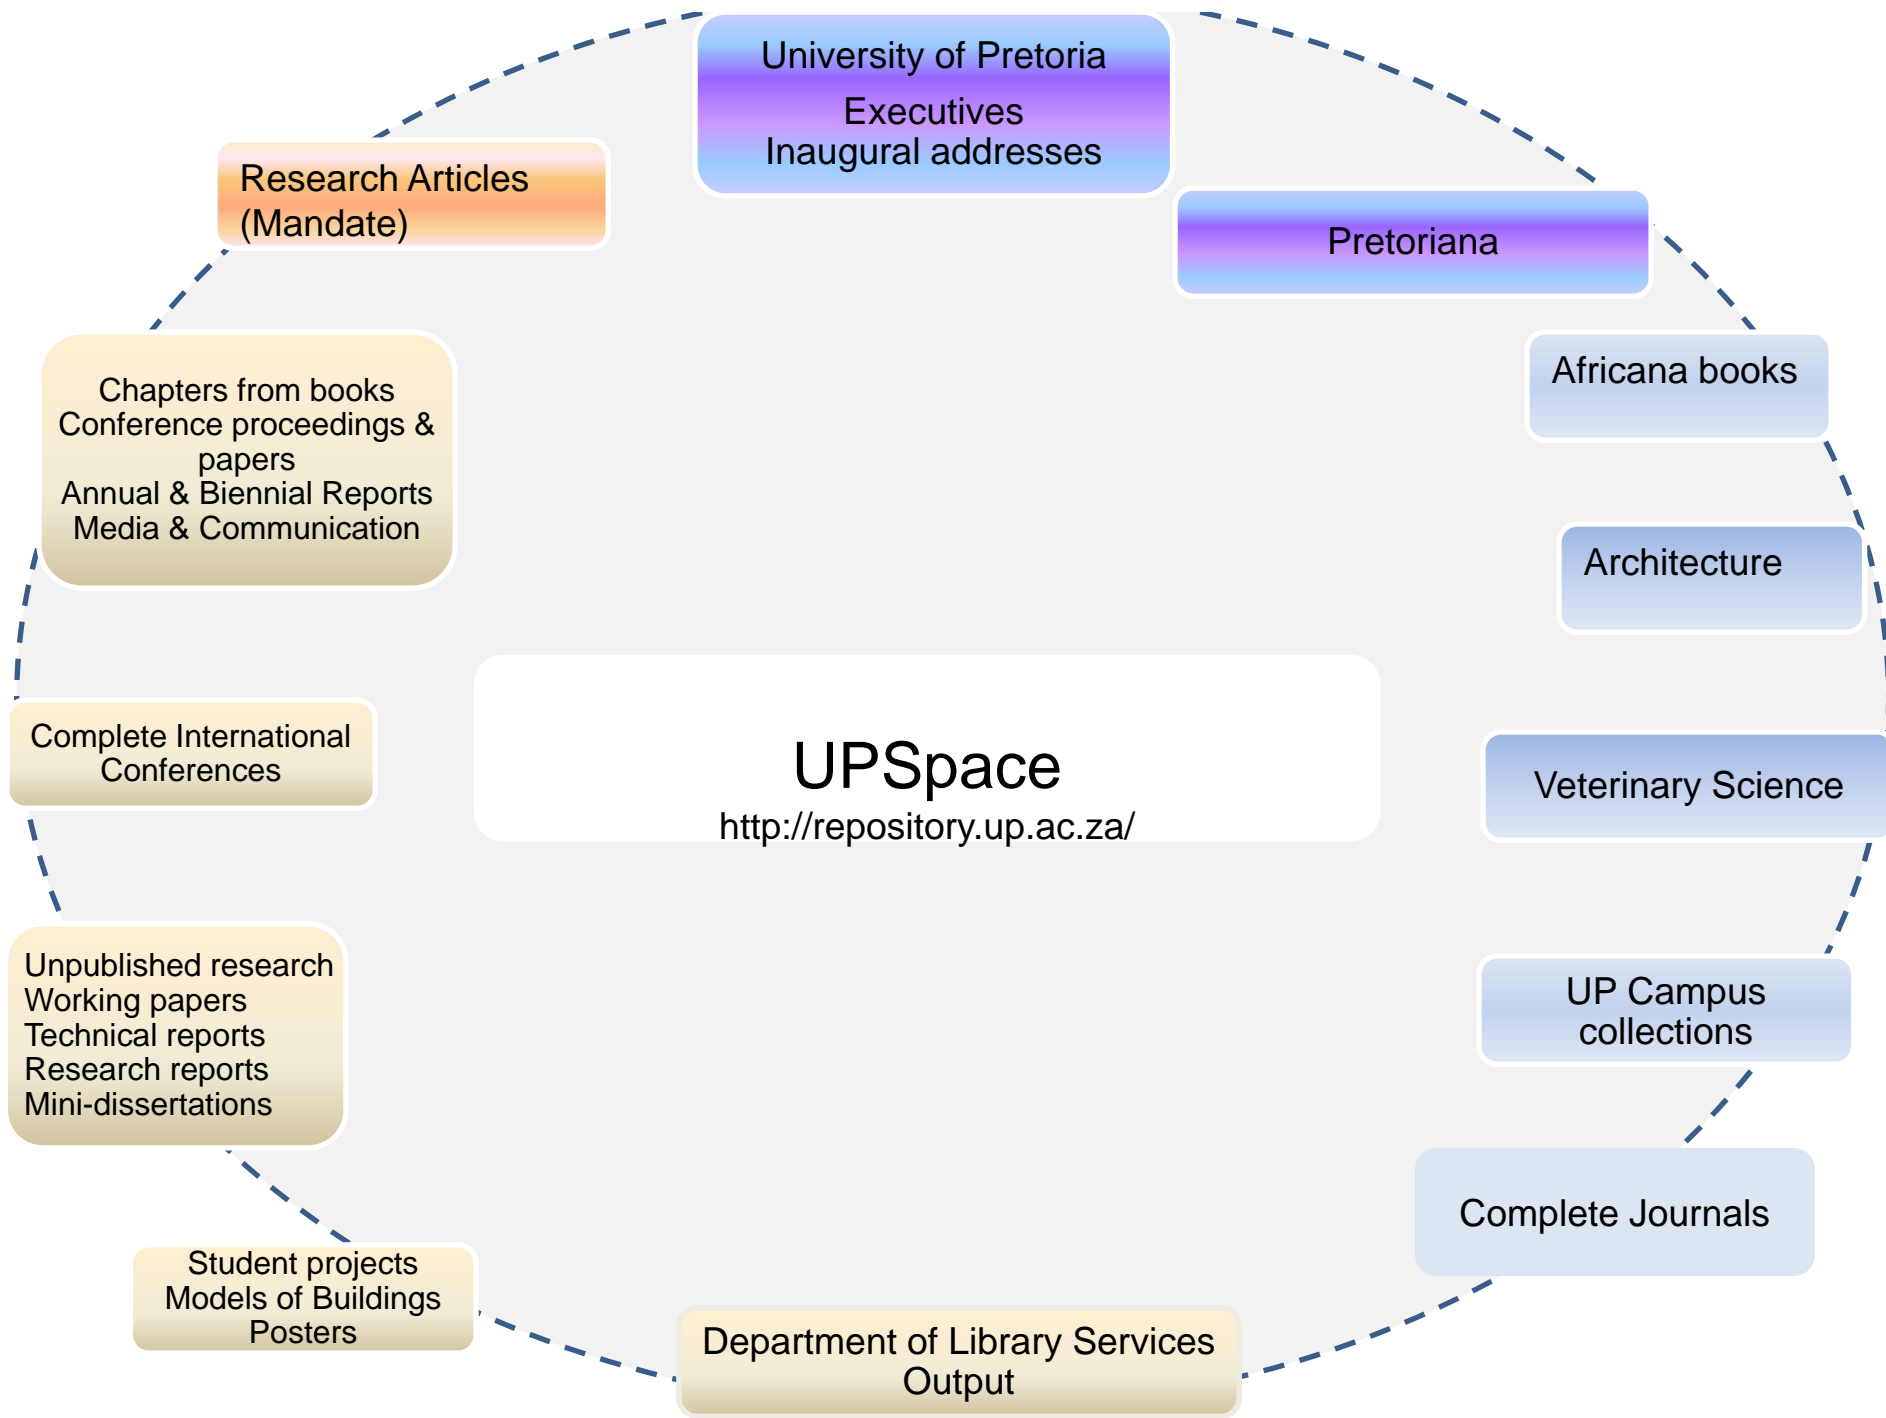 University of Pretoria
Executives
Inaugural addresses
Research Articles
(Mandate)
Pretoriana
Chapters from books
Conference proceedings &
papers
Annual & Biennial Reports
Media & Communication
Africana books
Architecture
Complete International
Conferences
UPSpace
http://repository.up.ac.za/
Veterinary Science
Unpublished research
Working papers
Technical reports
Research reports
Mini-dissertations
UP Campus
collections
Complete Journals
Student projects
Models of Buildings
Posters
Department of Library Services
Output